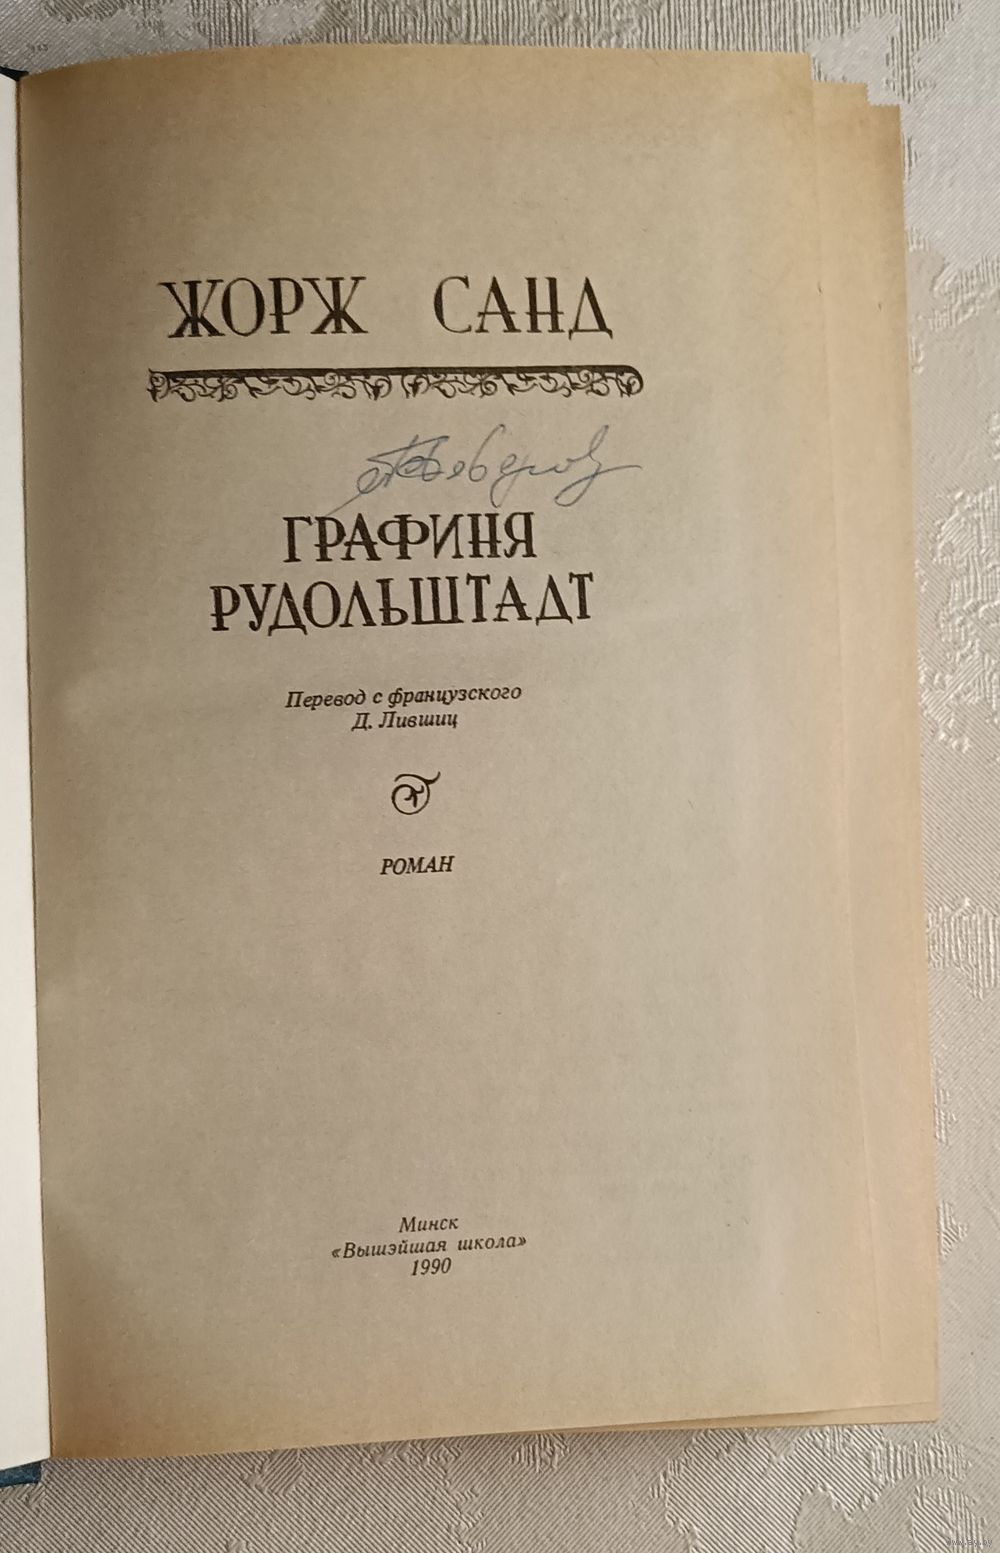 ЖОРЖ САНД
ГРАФИНЯ
РУДОЛЬШТАДТ
Перевод с французского
Д. Лившиц
РОМАН
Минск
«Вышэйшая школа»
1990